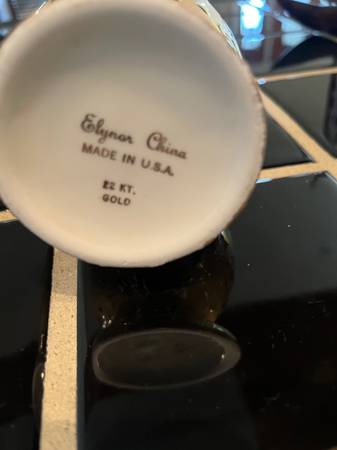 Elynor China
MADE IN U.S.A.
22 KT.
GOLD